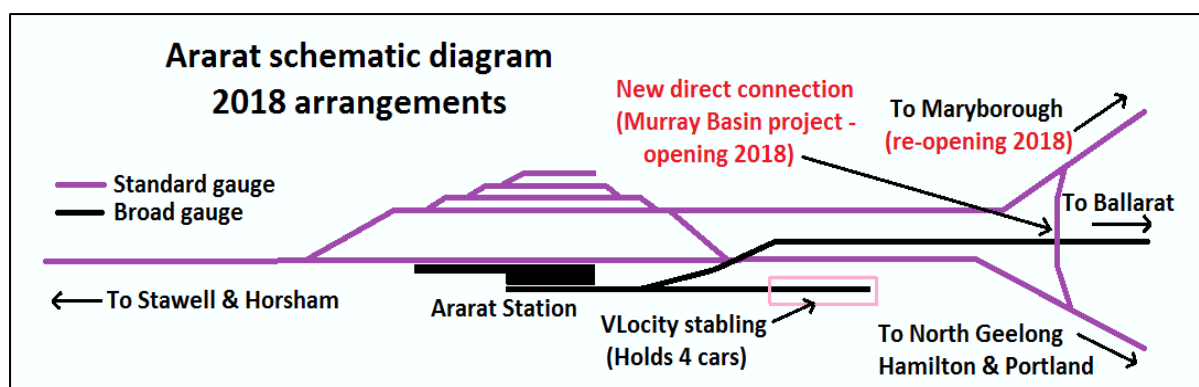 Ararat schematic diagram
2018 arrangements
New direct connection
(Murray Basin project -
opening 2018)
To Maryborough
(re-opening 2018)
Standard gauge
Broad gauge
To Ballarat
To Stawell & Horsham
Ararat Station
VLocity stabling
(Holds 4 cars)
To North Geelong
Hamilton & Portland